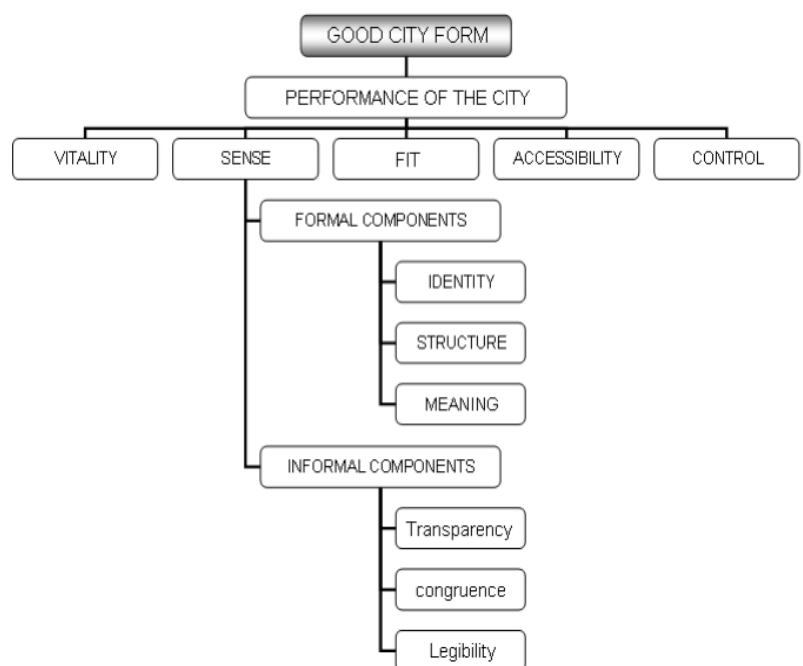 GOOD CITY FORM
PERFORMANCE OF THE CITY
VITALITY
SENSE
FIT
ACCESSIBILITY
CONTROL
FORMAL COMPONENTS
IDENTITY
STRUCTURE
MEANING
INFORMAL COMPONENTS
Transparency
congruence
Legibility